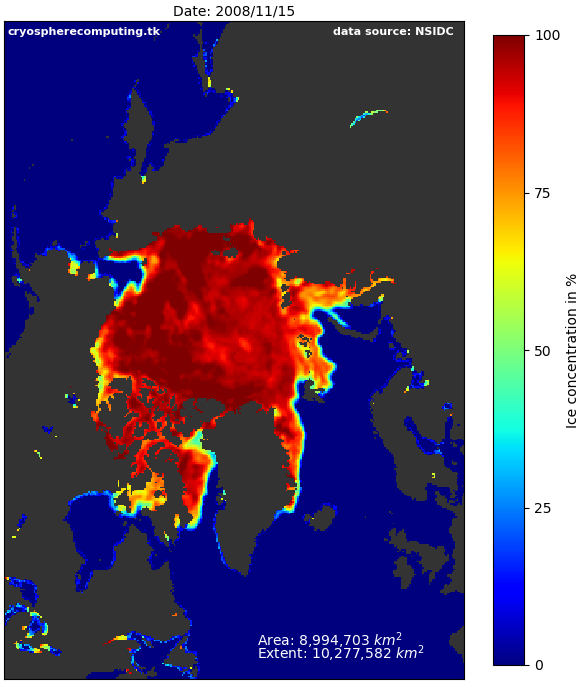 Date: 2008/11/15
cryospherecomputing.tk
data source: NSIDC
100
75
50
25
0
Ice concentration in %
Area: 8,994,703 km²
Extent: 10,277,582 km²